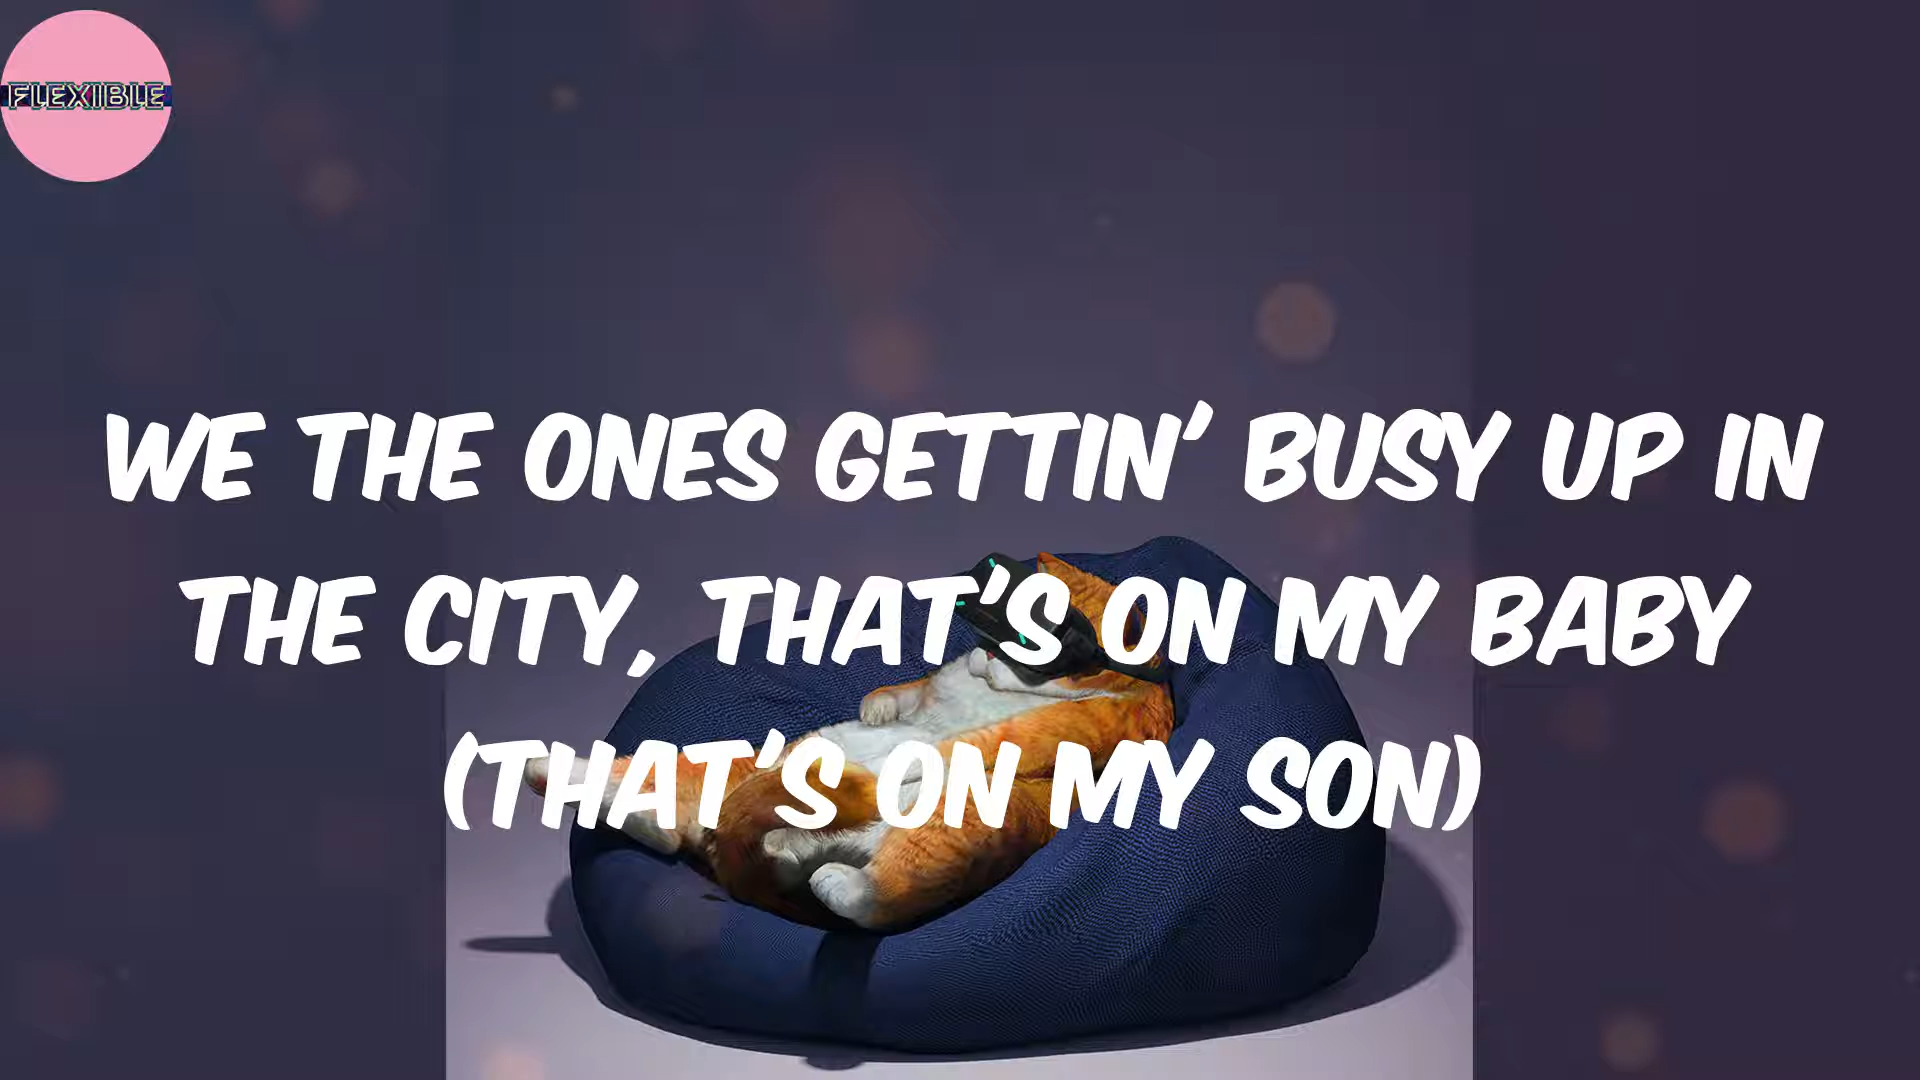 FLEXIBLE
WE THE ONES GETTIN' BUSY UP IN
THE CITY, THAT'S ON MY BABY
(THAT'S ON MY SON)